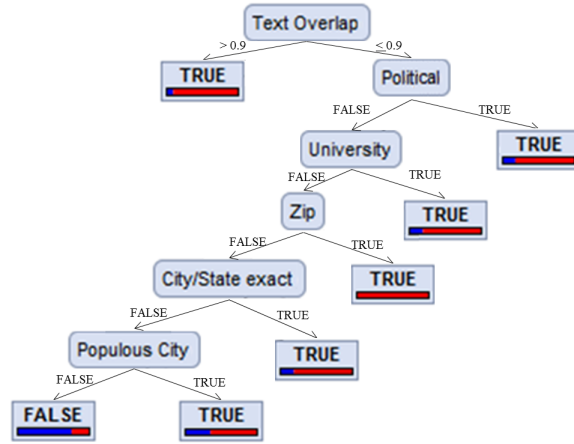 Text Overlap
> 0.9
≤ 0.9
TRUE
Political
FALSE
TRUE
University
TRUE
FALSE
TRUE
Zip
TRUE
FALSE
TRUE
City/State exact
TRUE
FALSE
TRUE
Populous City
TRUE
FALSE
TRUE
FALSE
TRUE